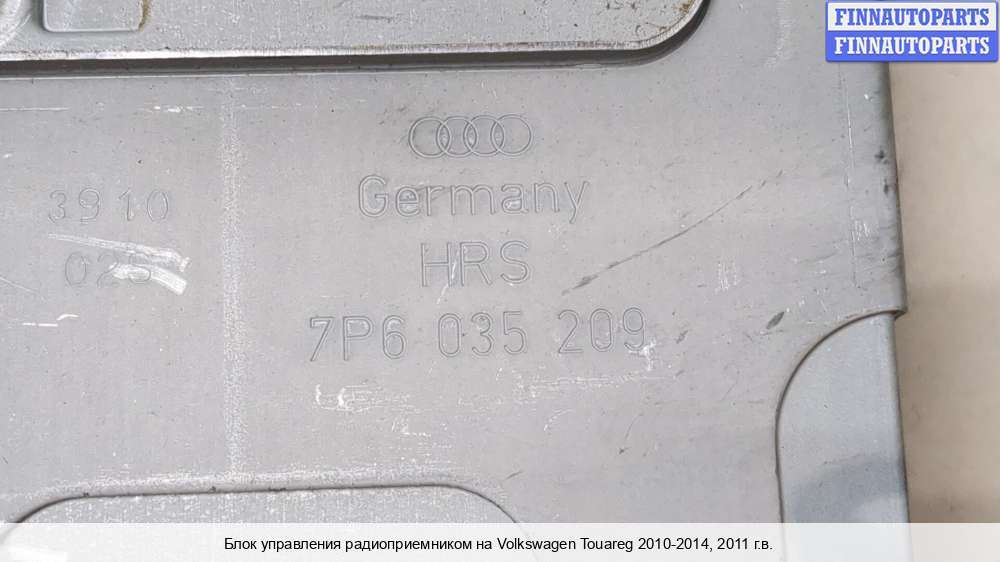 FINNAUTOPARTS
FINNAUTOPARTS
Germany
3910
HRS
7P6 035 209
Блок управления радиоприемником на Volkswagen Touareg 2010-2014, 2011 г.в.